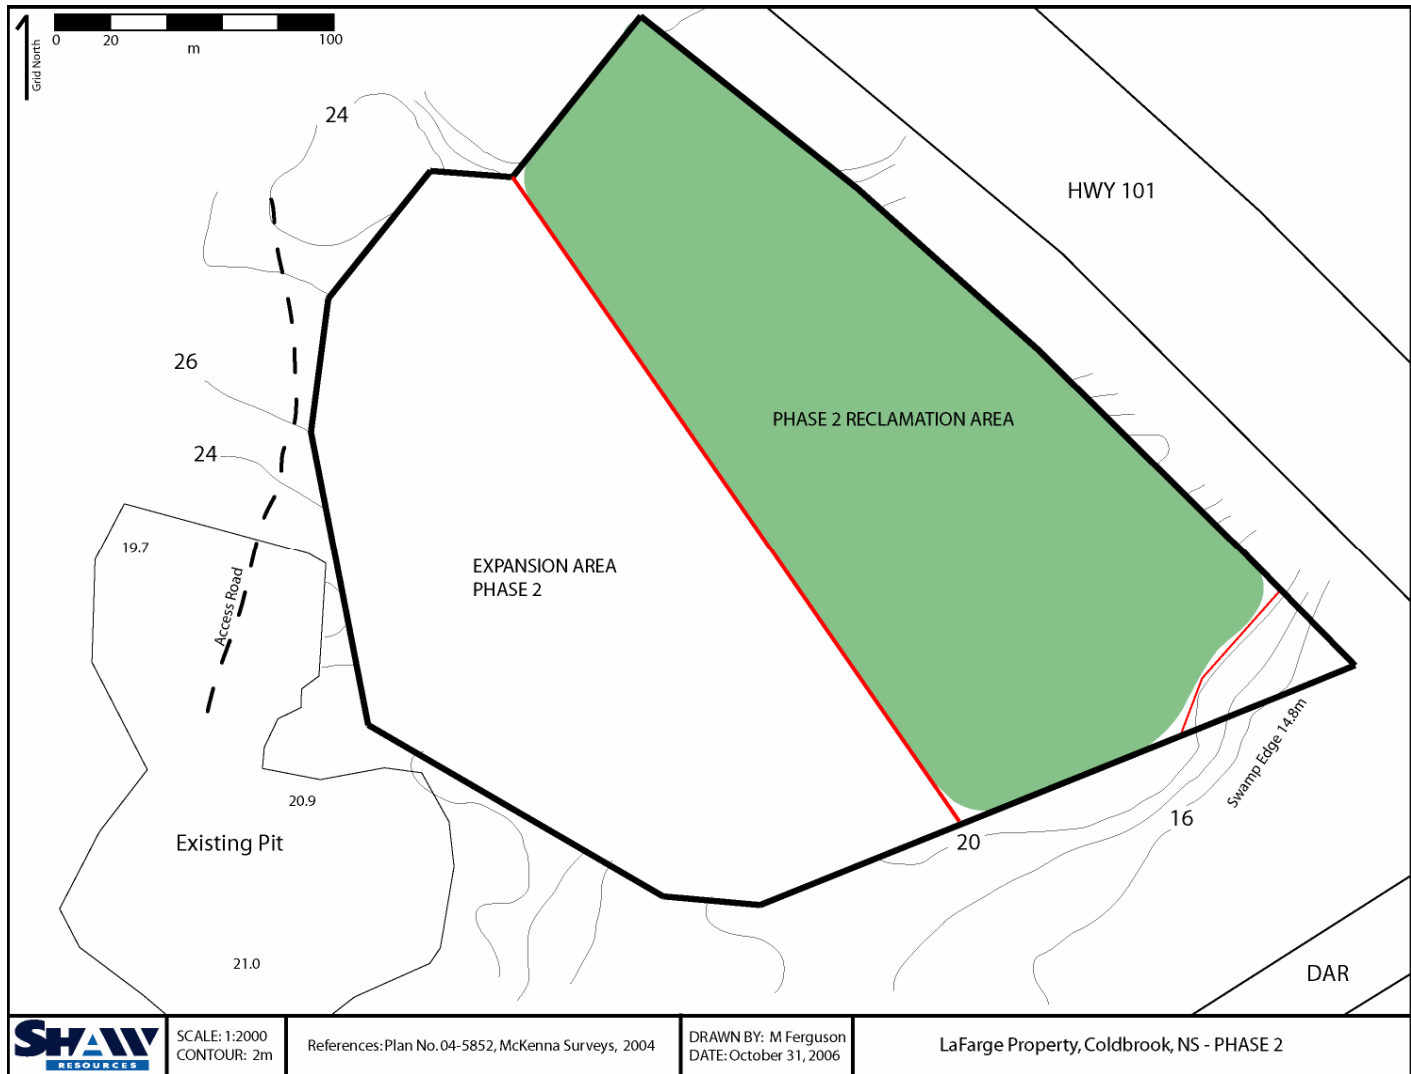 0 20 100
m
Grid North
24
HWY 101
26
24
PHASE 2 RECLAMATION AREA
19.7
EXPANSION AREA
PHASE 2
Access Road
Swamp Edge 14.8m
20.9
16
Existing Pit
20
21.0
DAR
SHAW
RESOURCES
SCALE: 1:2000
CONTOUR: 2m
References: Plan No. 04-5852, McKenna Surveys, 2004
DRAWN BY: M Ferguson
DATE: October 31, 2006
LaFarge Property, Coldbrook, NS - PHASE 2